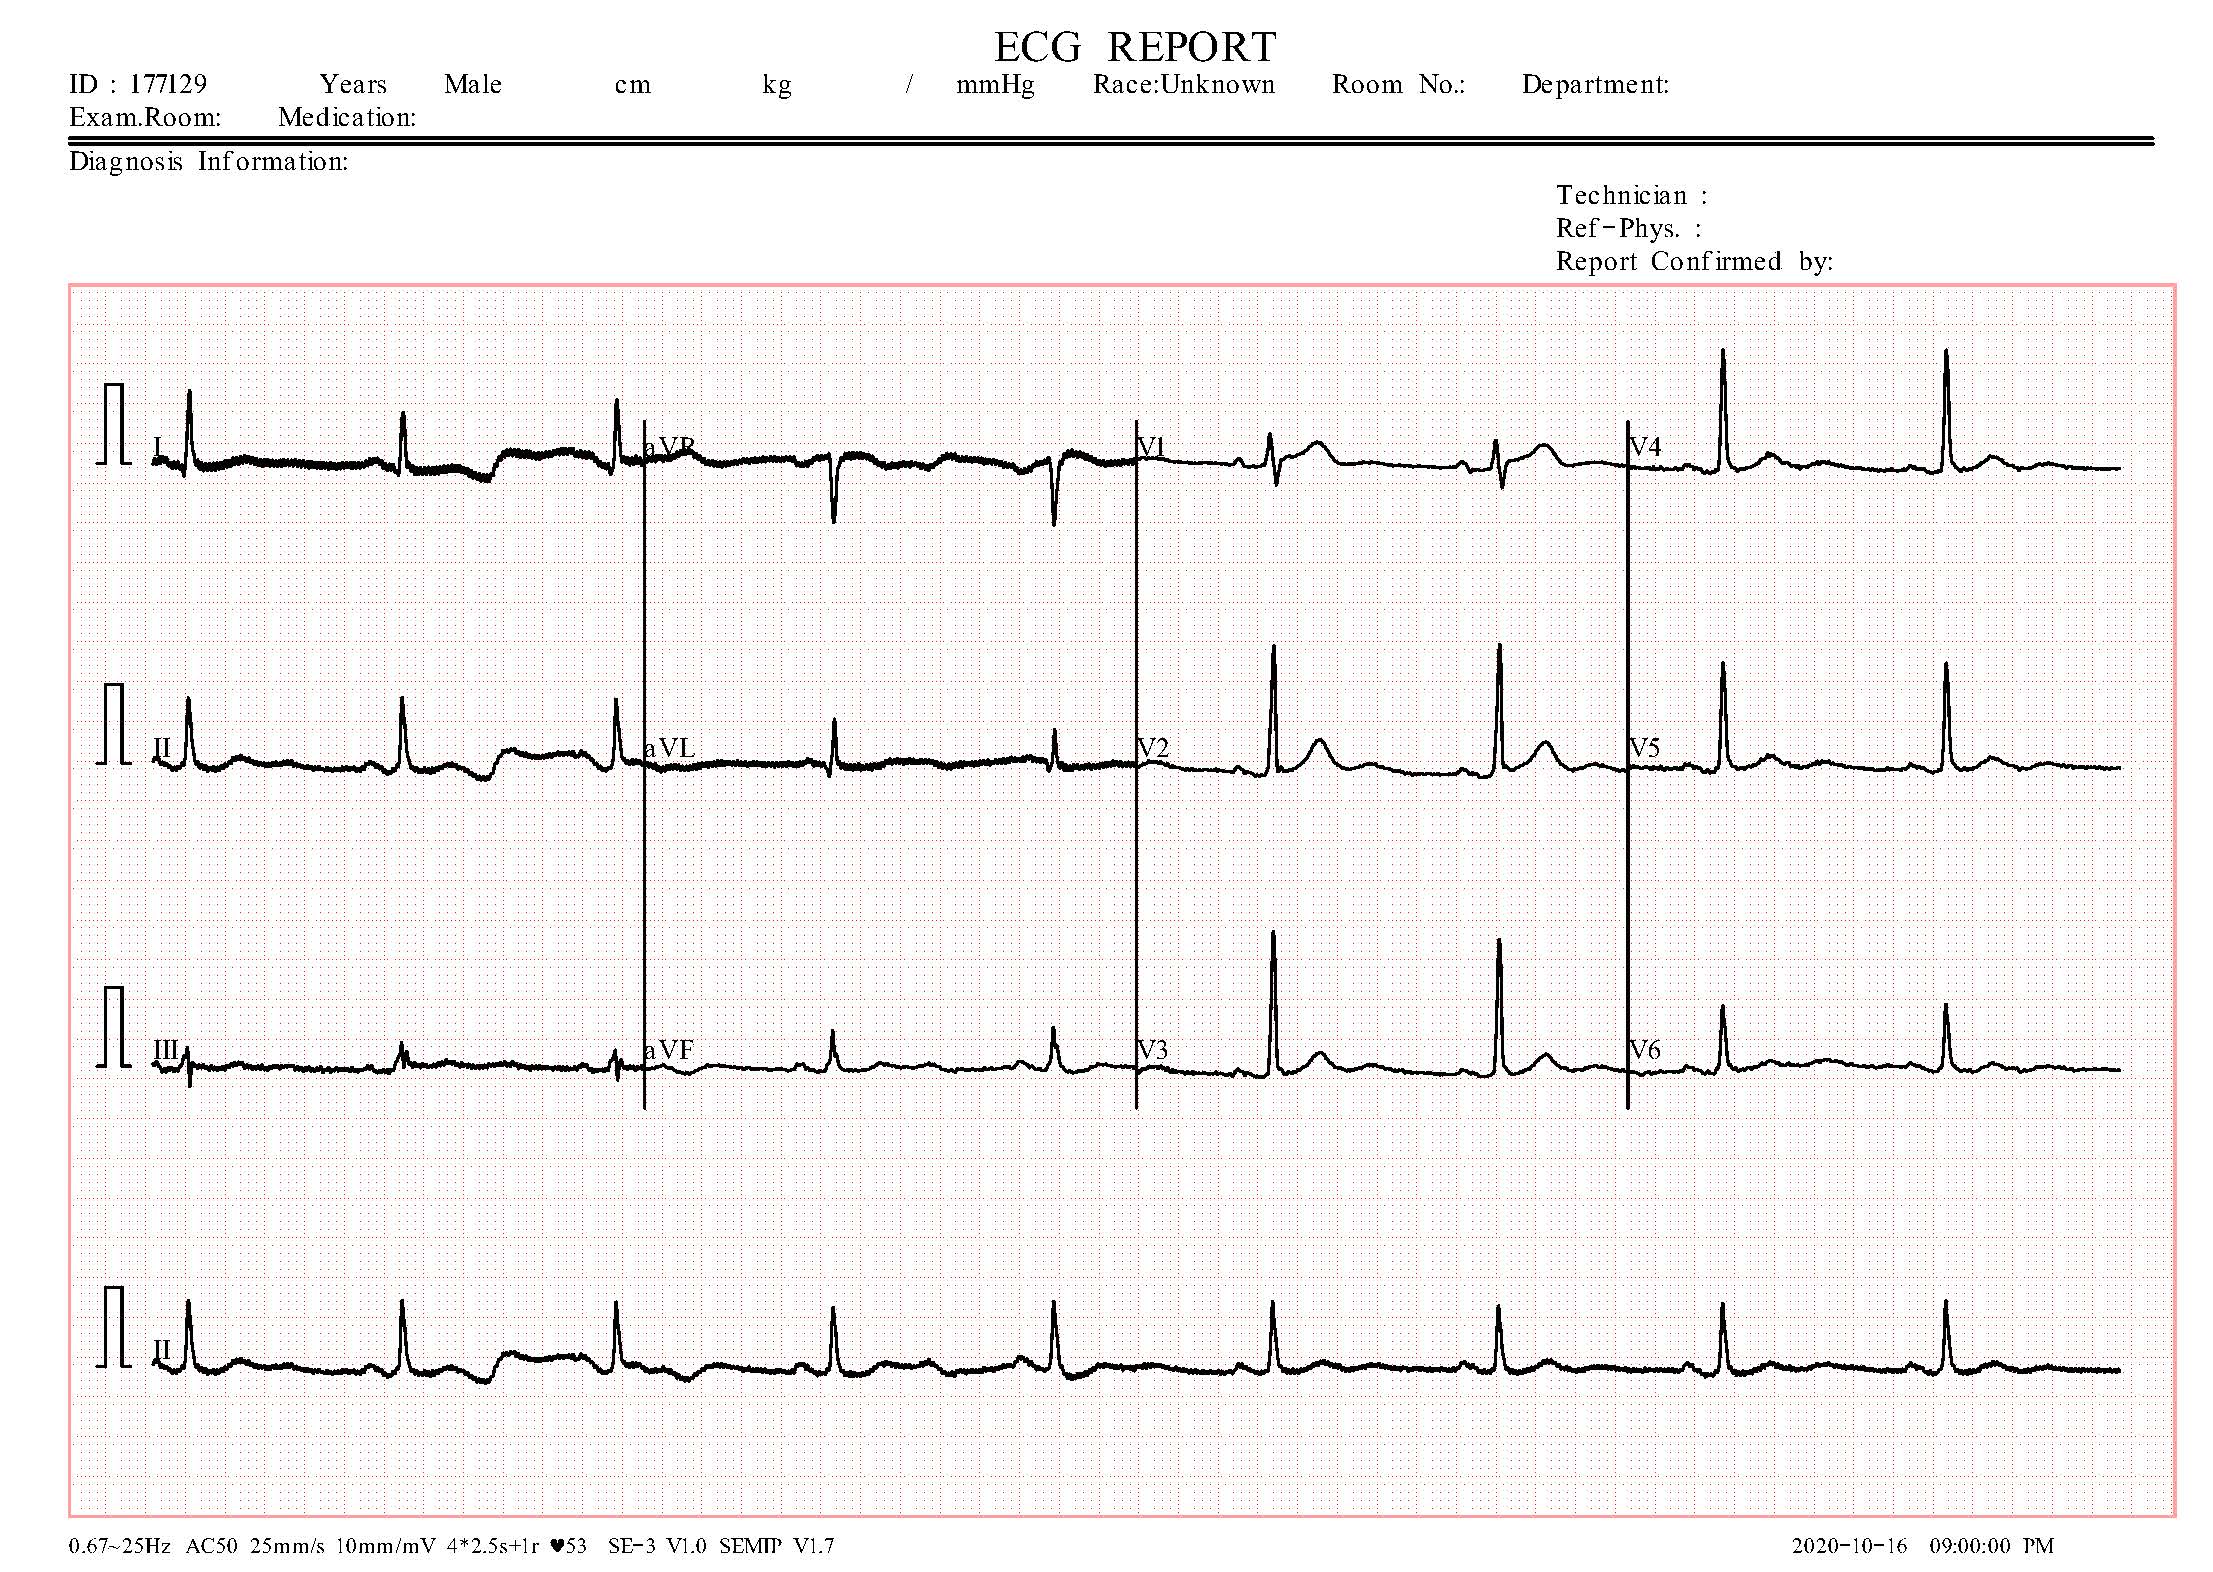 ECG REPORT
ID : 177129 Years Male cm kg / mmHg Race:Unknown Room No.: Department:
Exam.Room: Medication:
Diagnosis Information:
Technician :
Ref-Phys. :
Report Confirmed by:
I aVR V1 V4
II aVL V2 V5
III aVF V3 V6
II
0.67~25Hz AC50 25mm/s 10mm/mV 4*2.5s+1r ♥53 SE-3 V1.0 SEMIP V1.7 2020-10-16 09:00:00 PM